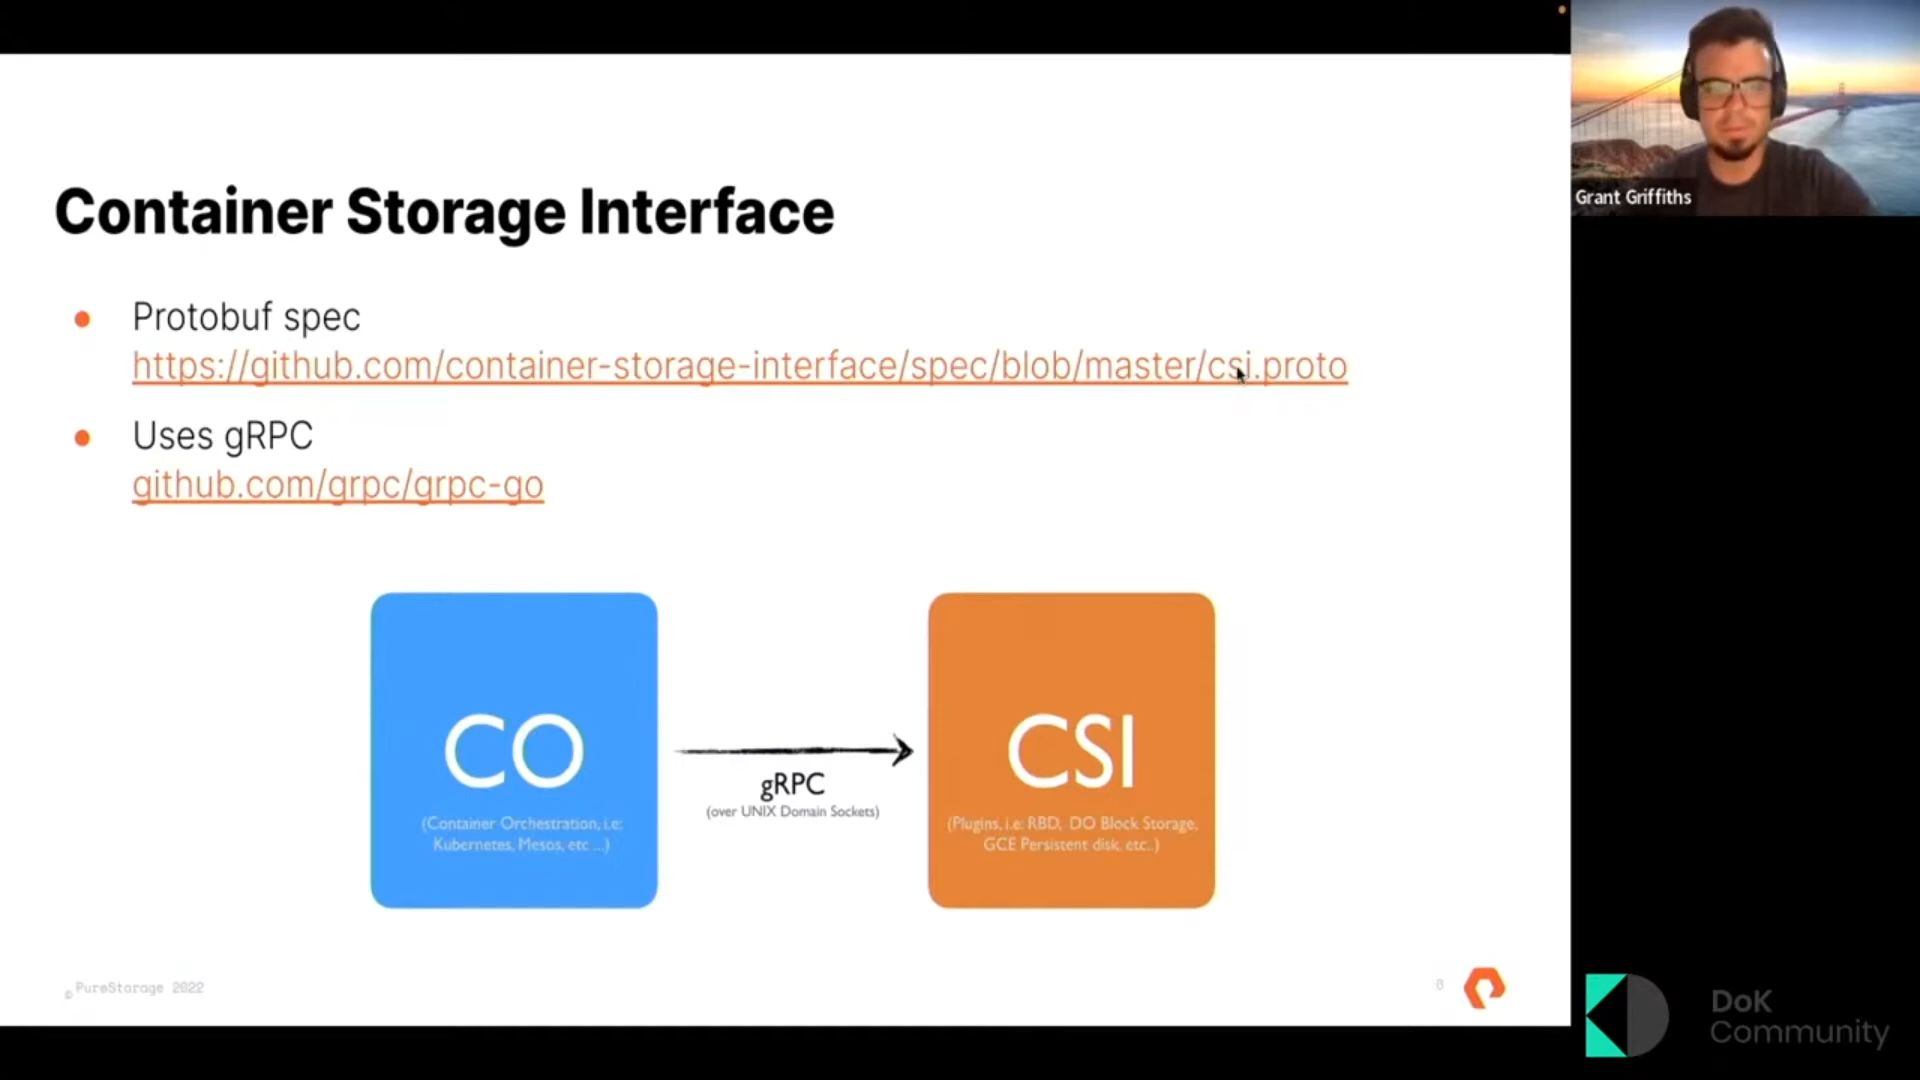 Container Storage Interface
Protobuf spec
https://github.com/container-storage-interface/spec/blob/master/csi.proto
Uses gRPC
github.com/grpc/grpc-go
CO
(Container Orchestration, i.e:
Kubernetes, Mesos, etc ...)
gRPC
(over UNIX Domain Sockets)
CSI
(Plugins, i.e: RBD, DO Block Storage,
GCE Persistent disk, etc..)
© PureStorage 2022
Grant Griffiths
DoK
Community